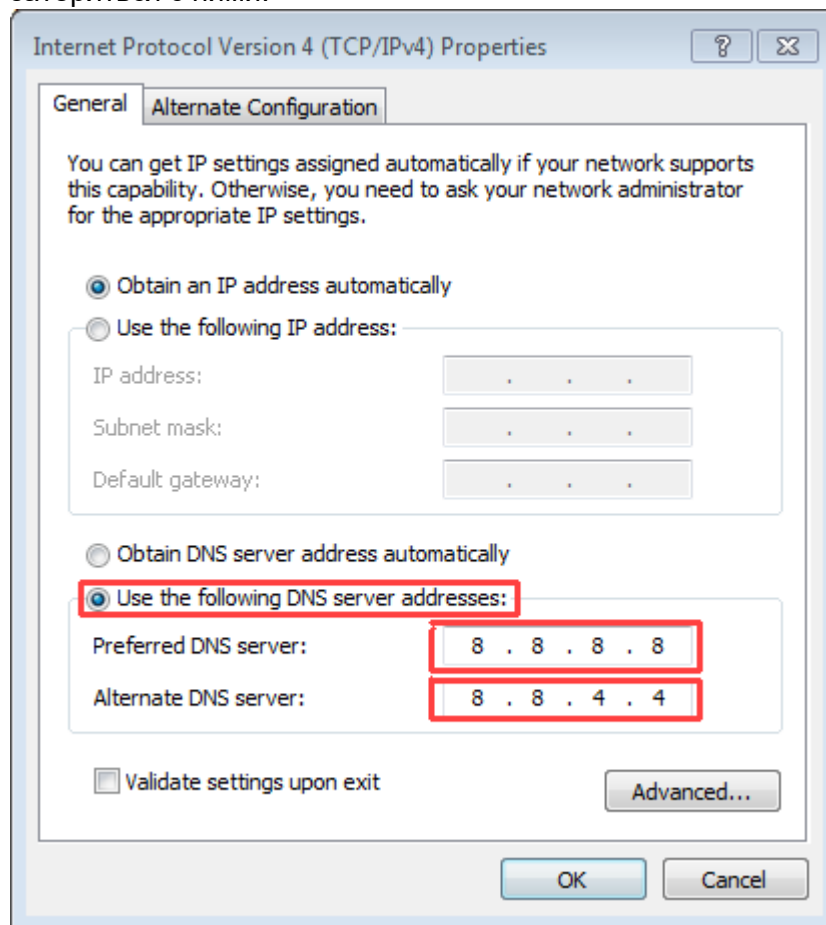 Internet Protocol Version 4 (TCP/IPv4) Properties
General
Alternate Configuration
You can get IP settings assigned automatically if your network supports
this capability. Otherwise, you need to ask your network administrator
for the appropriate IP settings.
Obtain an IP address automatically
Use the following IP address:
IP address:
. . .
Subnet mask:
. . .
Default gateway:
. . .
Obtain DNS server address automatically
Use the following DNS server addresses:
Preferred DNS server:
8 . 8 . 8 . 8
Alternate DNS server:
8 . 8 . 4 . 4
Validate settings upon exit
Advanced...
OK
Cancel